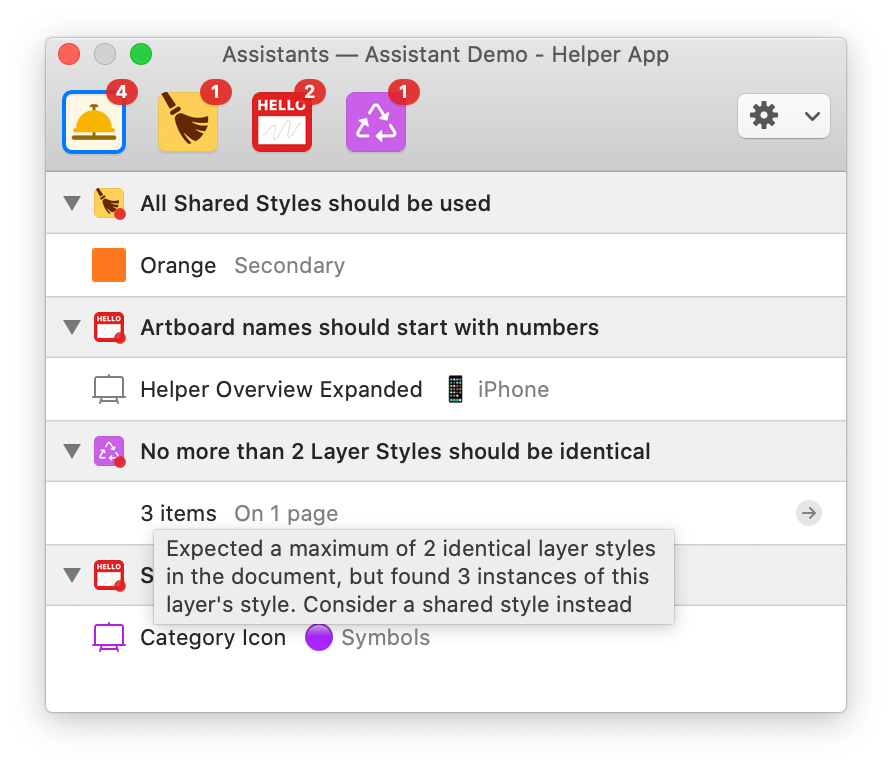 Assistants — Assistant Demo - Helper App
4
1
HELLO
2
1
All Shared Styles should be used
Orange Secondary
HELLO
Artboard names should start with numbers
Helper Overview Expanded 📱 iPhone
No more than 2 Layer Styles should be identical
3 items On 1 page
Expected a maximum of 2 identical layer styles
in the document, but found 3 instances of this
layer's style. Consider a shared style instead
HELLO
S
Category Icon 🟣 Symbols